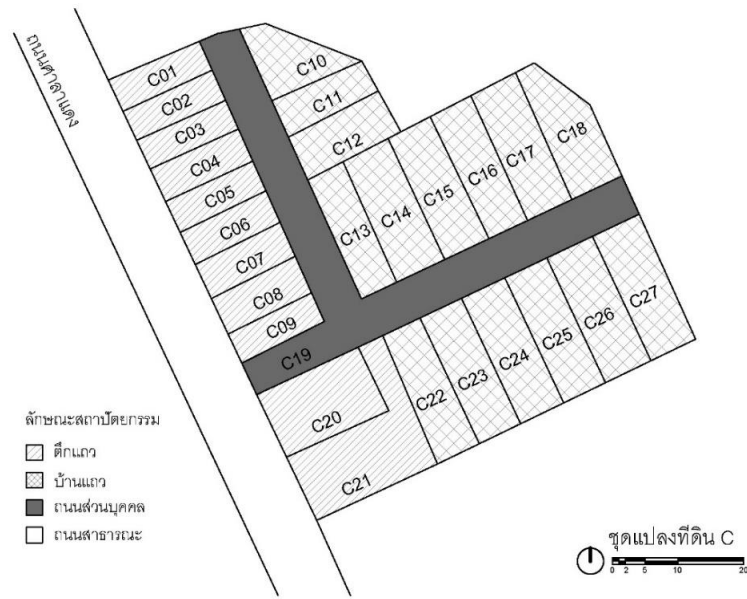 ถนนศาลาแดง
C01
C02
C03
C04
C05
C06
C07
C08
C09
C10
C11
C12
C13
C14
C15
C16
C17
C18
C19
C20
C21
C22
C23
C24
C25
C26
C27
ลักษณะสถาปัตยกรรม
ตึกแถว
บ้านแถว
ถนนส่วนบุคคล
ถนนสาธารณะ
ชุดแปลงที่ดิน C
0 2 5 10 20